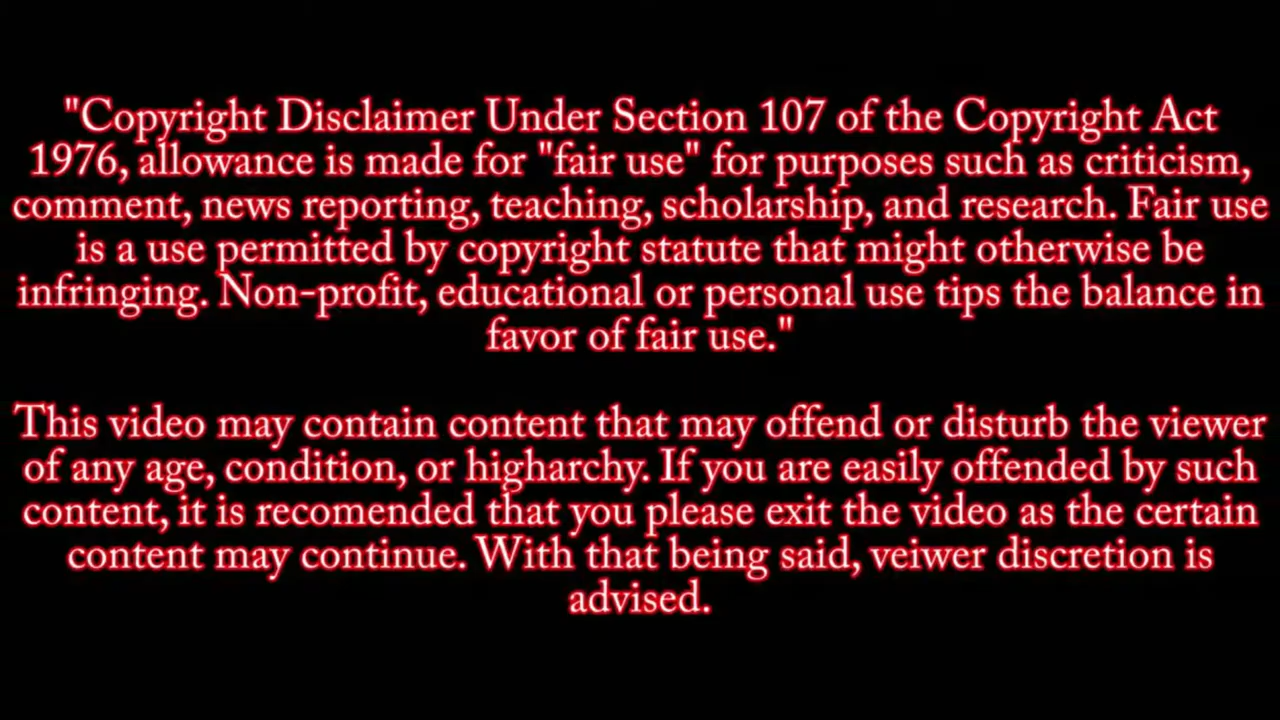 "Copyright Disclaimer Under Section 107 of the Copyright Act
1976, allowance is made for "fair use" for purposes such as criticism,
comment, news reporting, teaching, scholarship, and research. Fair use
is a use permitted by copyright statute that might otherwise be
infringing. Non-profit, educational or personal use tips the balance in
favor of fair use."
This video may contain content that may offend or disturb the viewer
of any age, condition, or higharchy. If you are easily offended by such
content, it is recomended that you please exit the video as the certain
content may continue. With that being said, veiwer discretion is
advised.